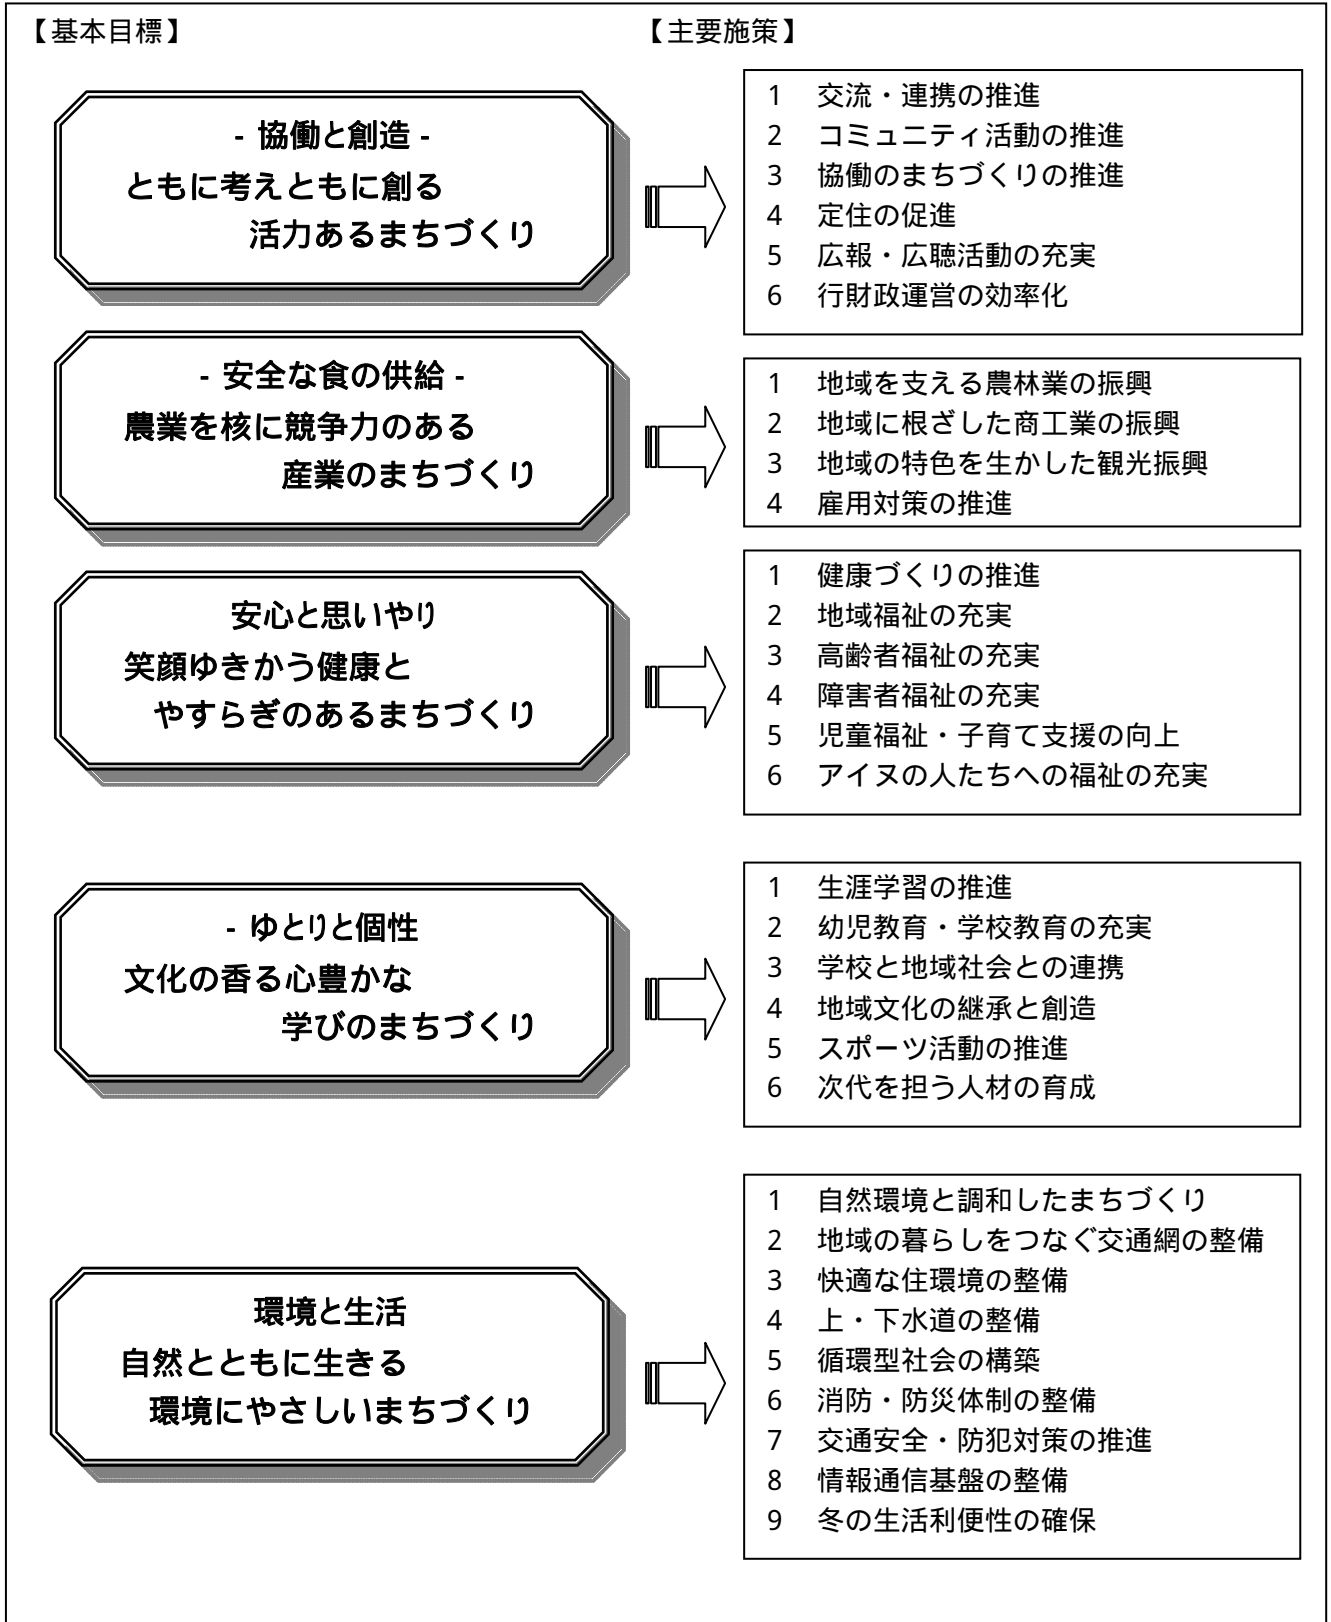 【基本目標】
【主要施策】
- 協働と創造 -
ともに考えともに創る
活力あるまちづくり
1 交流・連携の推進
2 コミュニティ活動の推進
3 協働のまちづくりの推進
4 定住の促進
5 広報・広聴活動の充実
6 行財政運営の効率化
- 安全な食の供給 -
農業を核に競争力のある
産業のまちづくり
1 地域を支える農林業の振興
2 地域に根ざした商工業の振興
3 地域の特色を生かした観光振興
4 雇用対策の推進
安心と思いやり
笑顔ゆきかう健康と
やすらぎのあるまちづくり
1 健康づくりの推進
2 地域福祉の充実
3 高齢者福祉の充実
4 障害者福祉の充実
5 児童福祉・子育て支援の向上
6 アイヌの人たちへの福祉の充実
- ゆとりと個性
文化の香る心豊かな
学びのまちづくり
1 生涯学習の推進
2 幼児教育・学校教育の充実
3 学校と地域社会との連携
4 地域文化の継承と創造
5 スポーツ活動の推進
6 次代を担う人材の育成
環境と生活
自然とともに生きる
環境にやさしいまちづくり
1 自然環境と調和したまちづくり
2 地域の暮らしをつなぐ交通網の整備
3 快適な住環境の整備
4 上・下水道の整備
5 循環型社会の構築
6 消防・防災体制の整備
7 交通安全・防犯対策の推進
8 情報通信基盤の整備
9 冬の生活利便性の確保